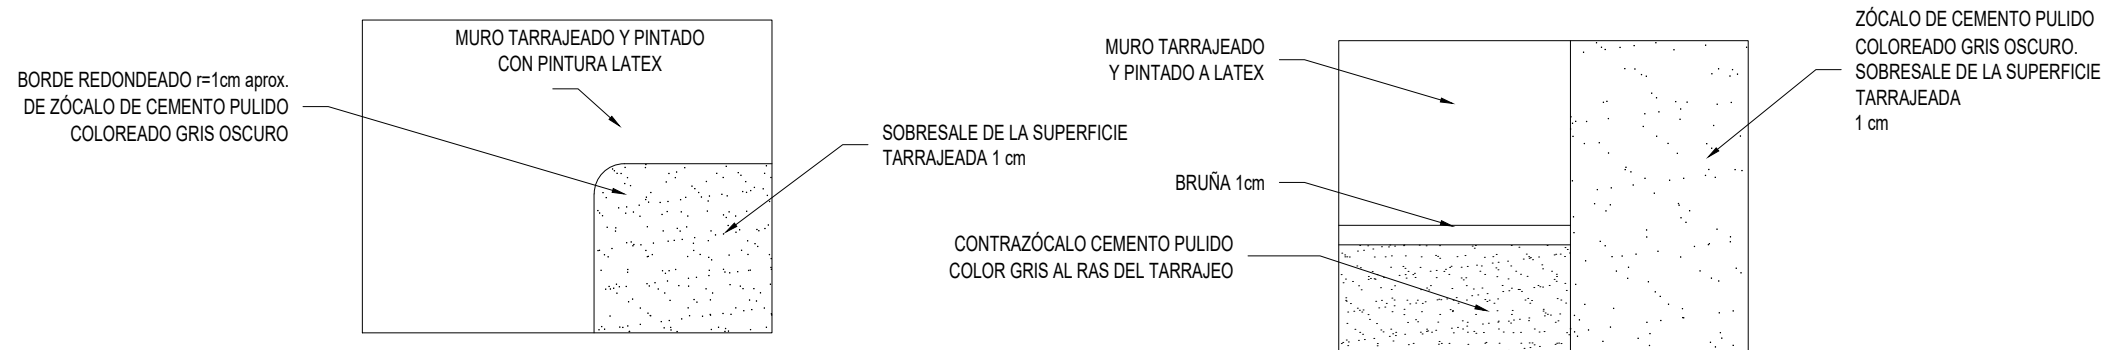 MURO TARRAJEADO Y PINTADO
CON PINTURA LATEX
BORDE REDONDEADO r=1cm aprox.
DE ZÓCALO DE CEMENTO PULIDO
COLOREADO GRIS OSCURO
SOBRESALE DE LA SUPERFICIE
TARRAJEADA 1 cm
MURO TARRAJEADO
Y PINTADO A LATEX
BRUÑA 1cm
CONTRAZÓCALO CEMENTO PULIDO
COLOR GRIS AL RAS DEL TARRAJEO
ZÓCALO DE CEMENTO PULIDO
COLOREADO GRIS OSCURO.
SOBRESALE DE LA SUPERFICIE
TARRAJEADA
1 cm